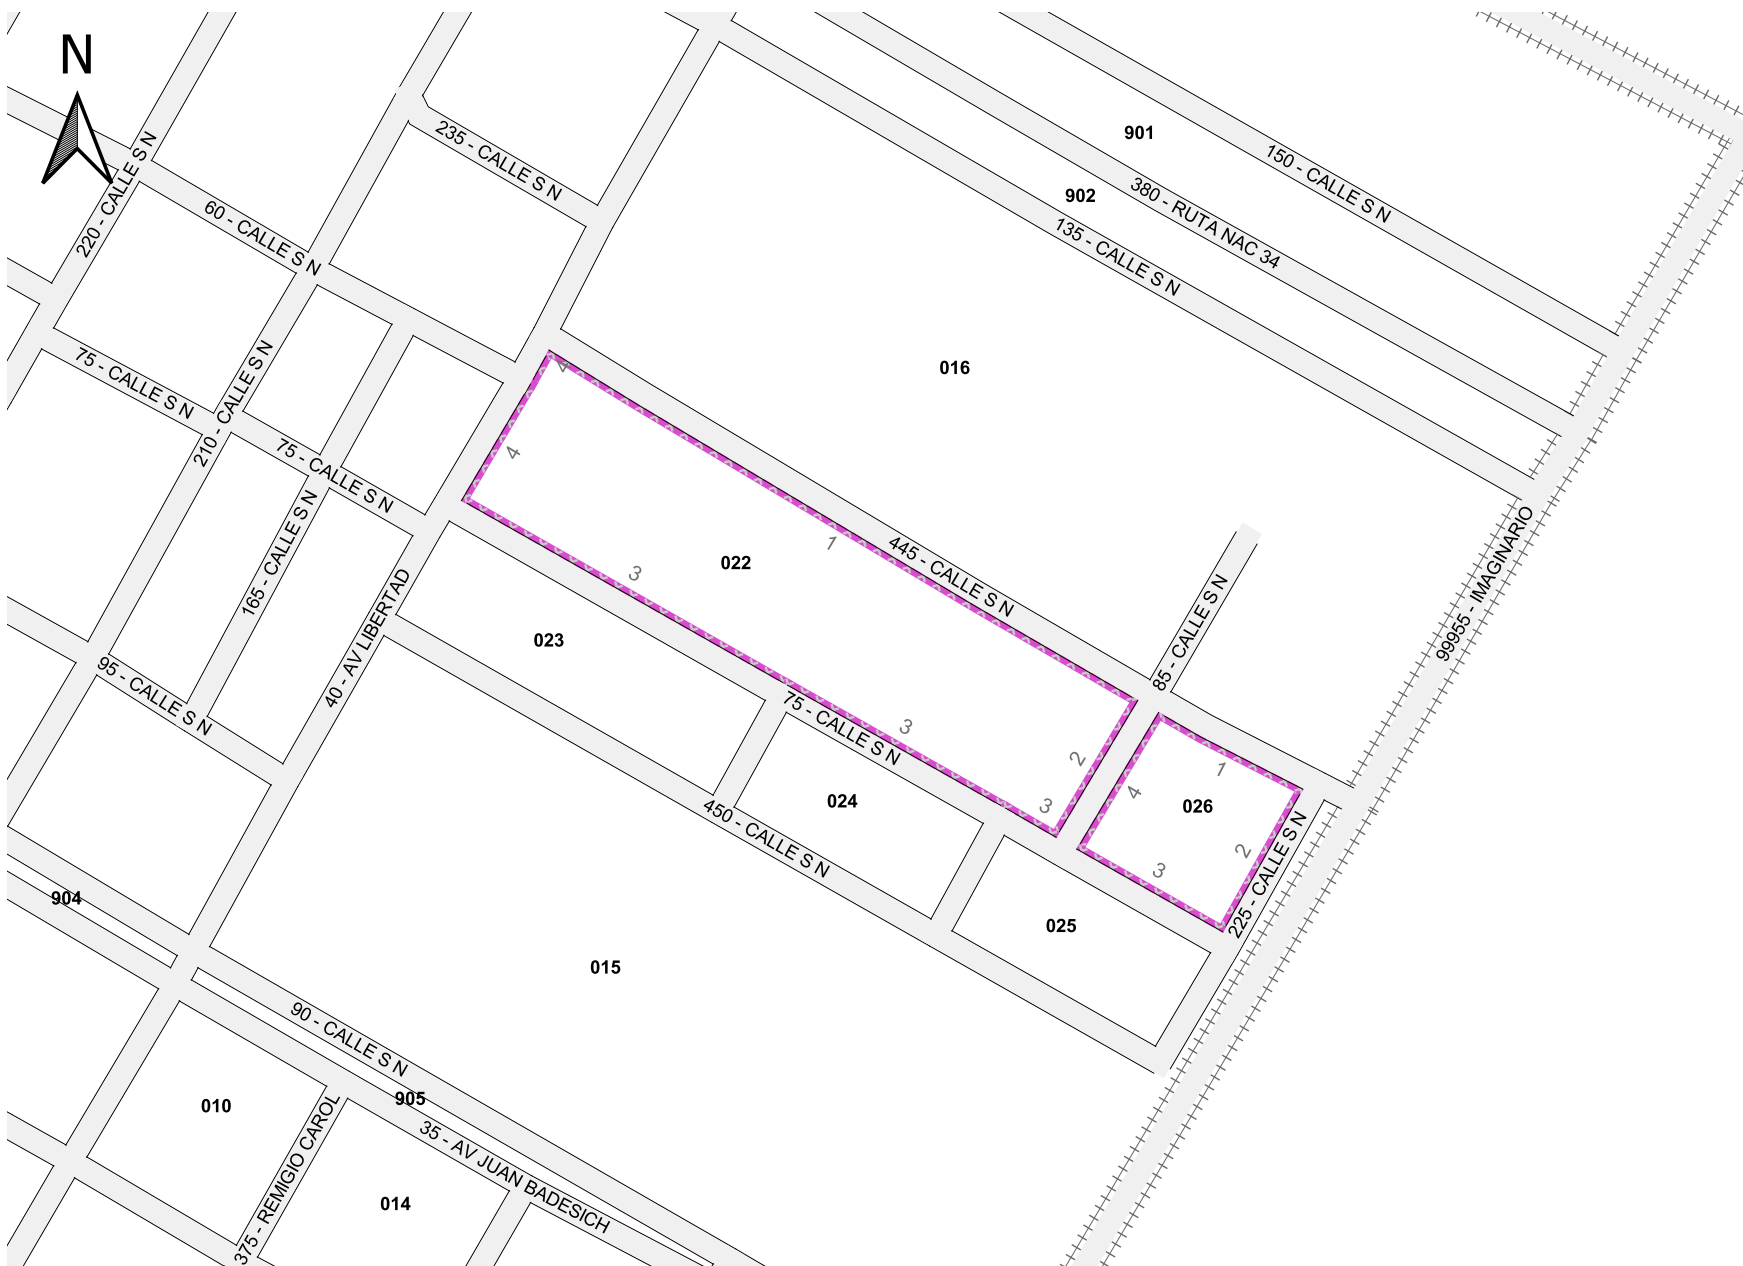 N
901
150 - CALLE S N
235 - CALLE S N
380 - RUTA NAC 34
902
220 - CALLE S N
60 - CALLE S N
135 - CALLE S N
016
4
75 - CALLE S N
210 - CALLE S N
4
75 - CALLE S N
1
445 - CALLE S N
022
3
165 - CALLE S N
99955 - IMAGINARIO
85 - CALLE S N
40 - AV LIBERTAD
023
95 - CALLE S N
75 - CALLE S N
3
2
1
4
026
3
024
450 - CALLE S N
2
3
225 - CALLE S N
904
025
015
90 - CALLE S N
010
905
375 - REMIGIO CAROL
35 - AV JUAN BADESICH
014